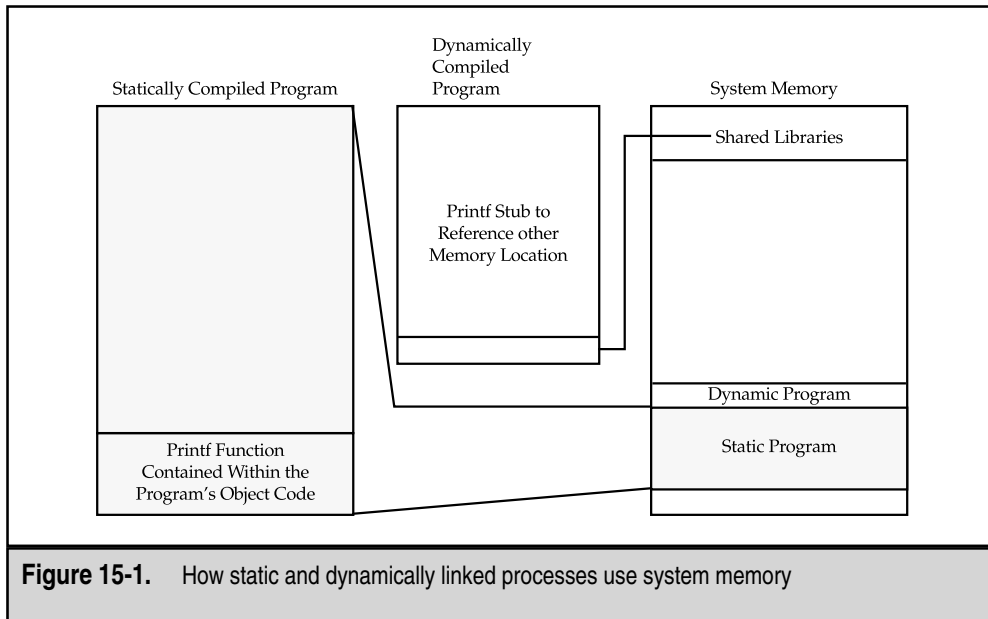 Statically Compiled Program
Dynamically
Compiled
Program
System Memory
Shared Libraries
Printf Stub to
Reference other
Memory Location
Dynamic Program
Printf Function
Contained Within the
Program's Object Code
Static Program
Figure 15-1. How static and dynamically linked processes use system memory